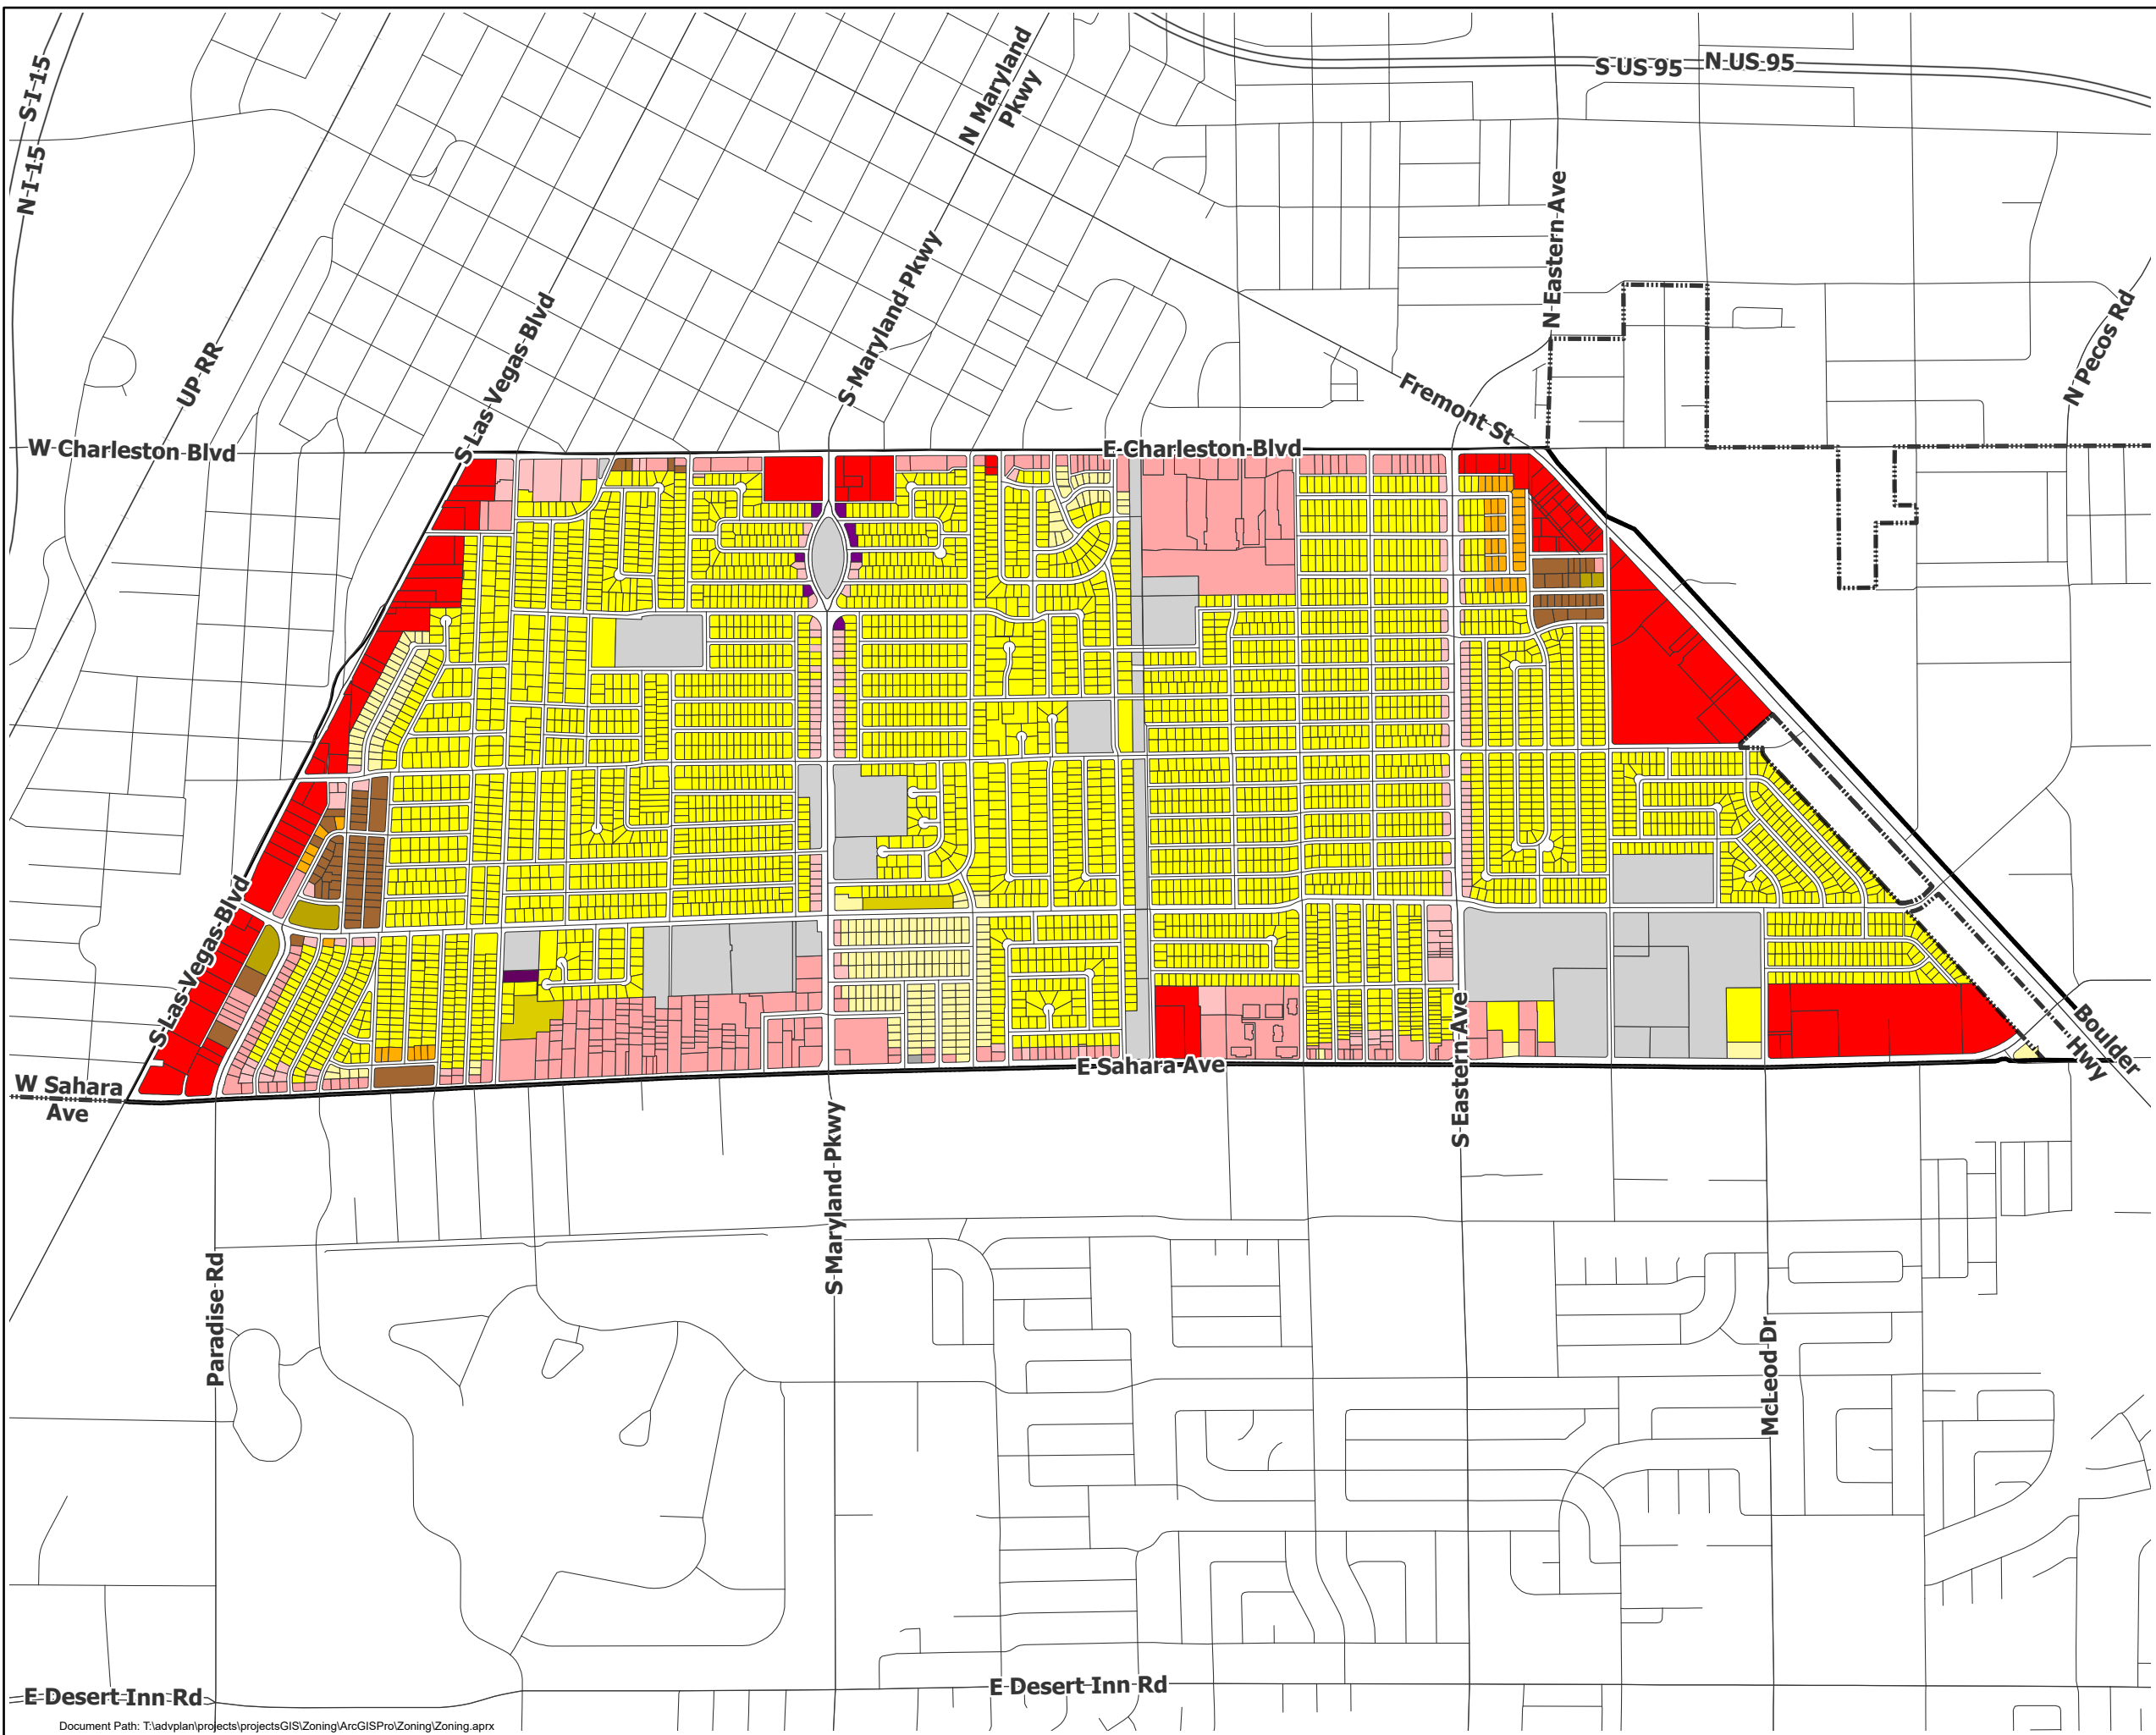 S I-15
N I-15
N Maryland
Pkwy
S US 95
N US 95
N Eastern Ave
N Pecos Rd
UP RR
S Las Vegas Blvd
S Maryland Pkwy
Fremont St
W Charleston Blvd
E Charleston Blvd
S Las Vegas Blvd
S Las Vegas Blvd
W Sahara
Ave
E Sahara Ave
S Eastern Ave
Boulder
Hwy
Paradise Rd
S Maryland Pkwy
McLeod Dr
E Desert Inn Rd
E Desert Inn Rd
Document Path: T:\advplan\projects\projectsGIS\Zoning\ArcGISPro\Zoning\Zoning.aprx